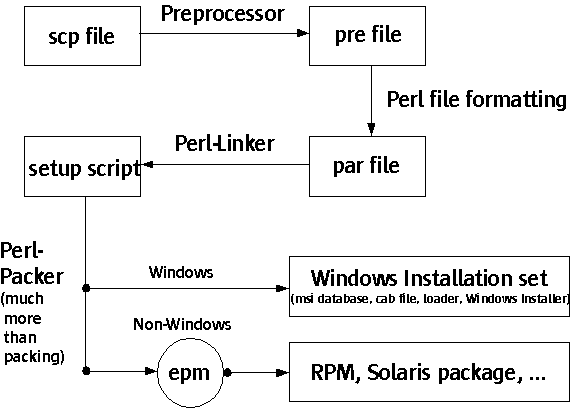 Preprocessor
scp file
pre file
Perl file formatting
Perl-Linker
setup script
par file
Perl-
Packer
(much
more
than
packing)
Windows
Windows Installation set
(msi database, cab file, loader, Windows Installer)
Non-Windows
epm
RPM, Solaris package, ...